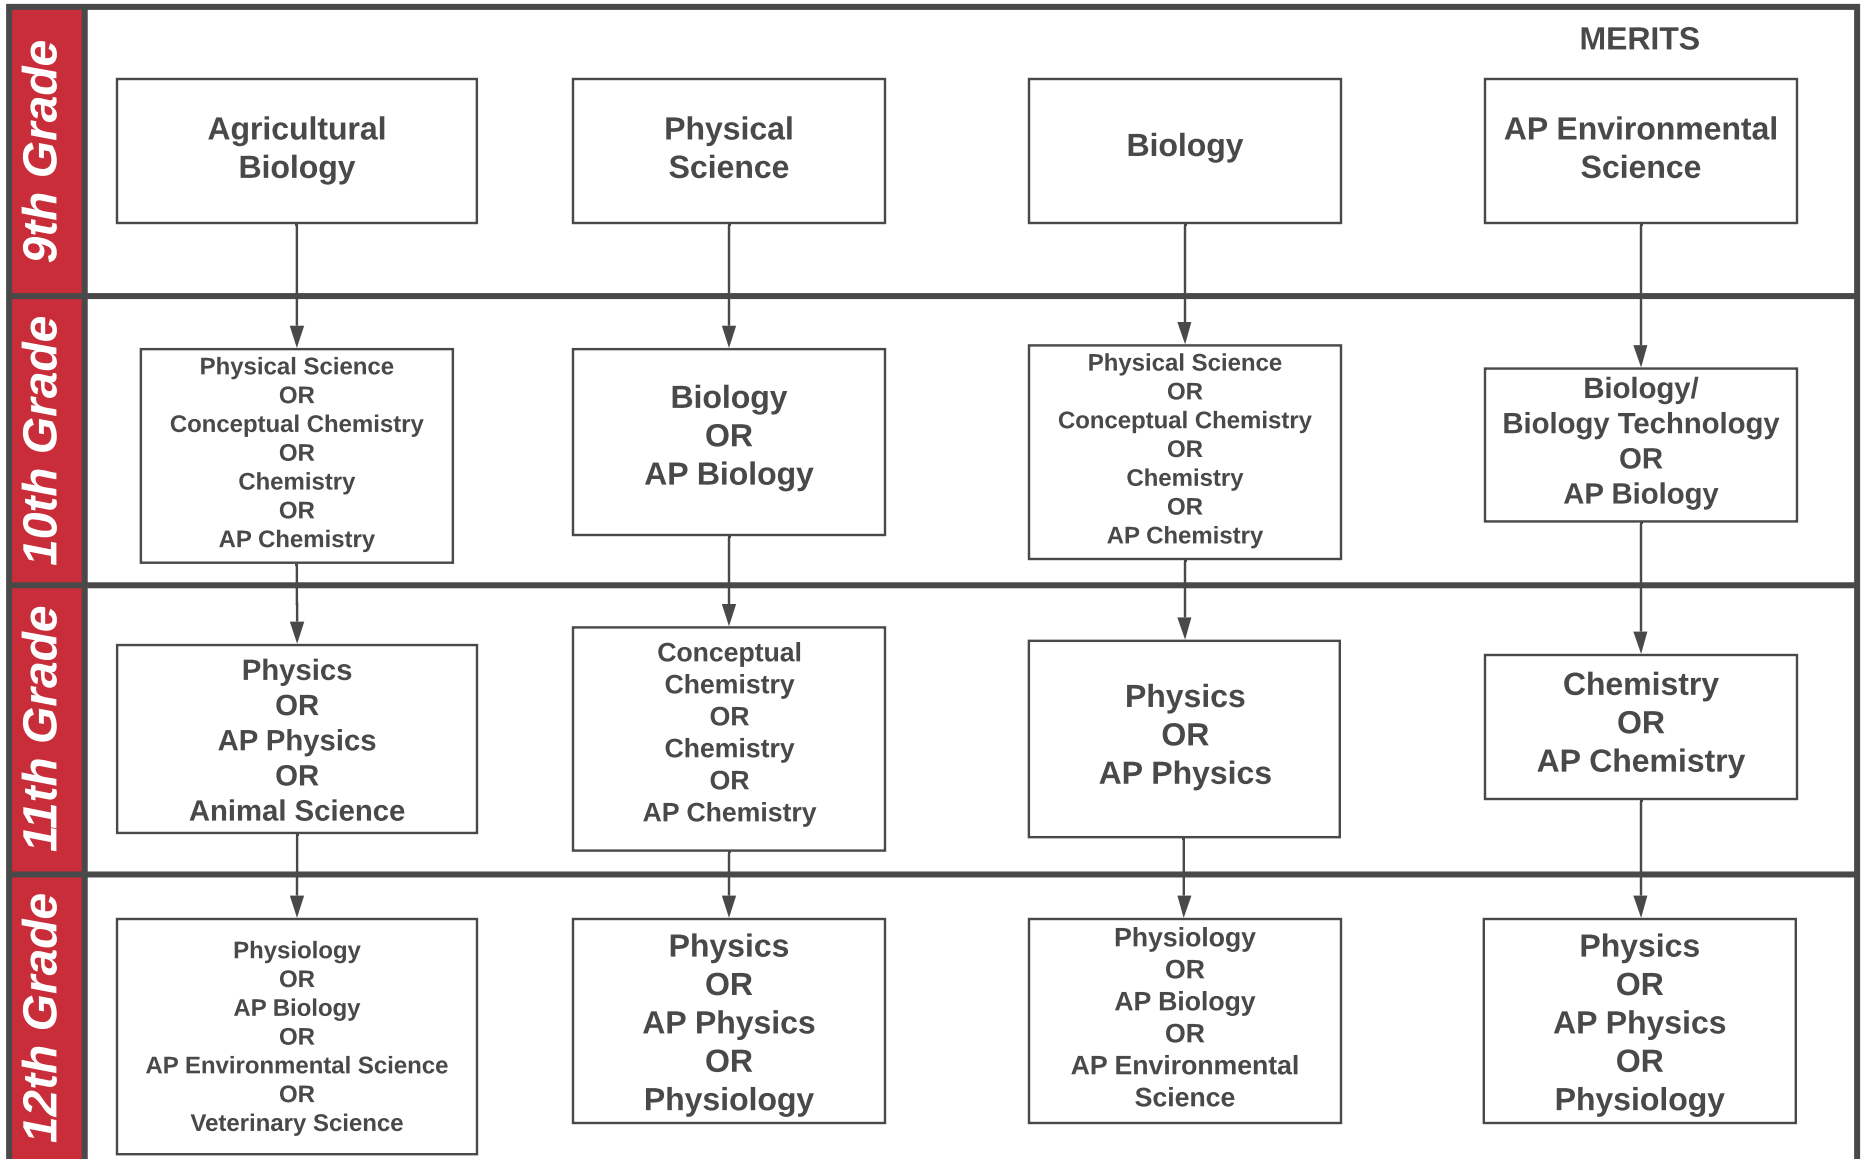 9th Grade
MERITS
Agricultural
Biology
Physical
Science
Biology
AP Environmental
Science
10th Grade
Physical Science
OR
Conceptual Chemistry
OR
Chemistry
OR
AP Chemistry
Biology
OR
AP Biology
Physical Science
OR
Conceptual Chemistry
OR
Chemistry
OR
AP Chemistry
Biology/
Biology Technology
OR
AP Biology
11th Grade
Physics
OR
AP Physics
OR
Animal Science
Conceptual
Chemistry
OR
Chemistry
OR
AP Chemistry
Physics
OR
AP Physics
Chemistry
OR
AP Chemistry
12th Grade
Physiology
OR
AP Biology
OR
AP Environmental Science
OR
Veterinary Science
Physics
OR
AP Physics
OR
Physiology
Physiology
OR
AP Biology
OR
AP Environmental
Science
Physics
OR
AP Physics
OR
Physiology